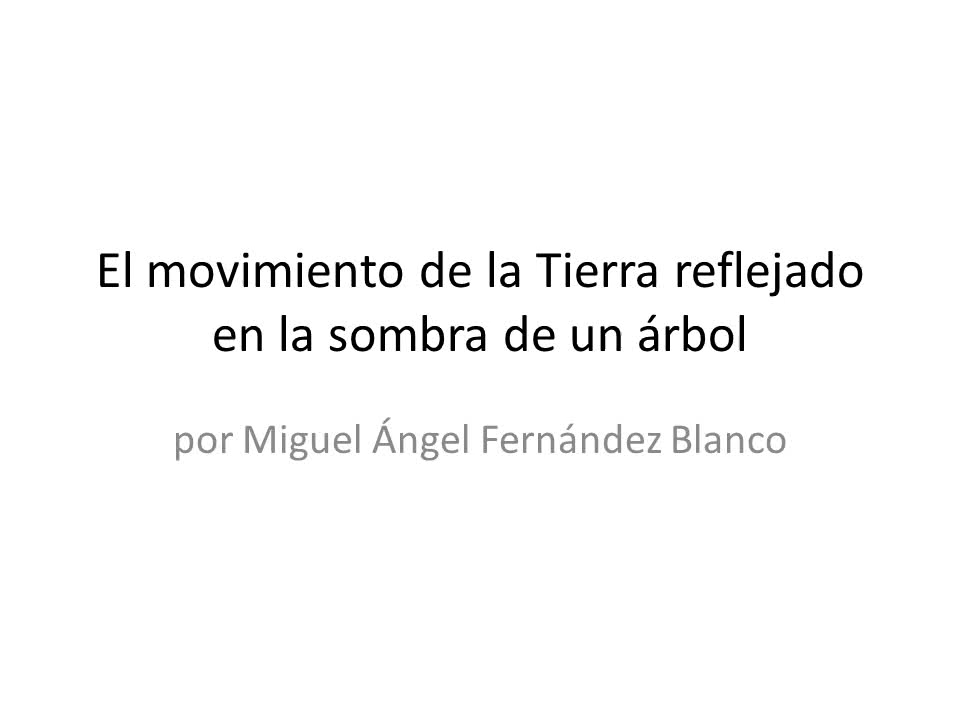 El movimiento de la Tierra reflejado
en la sombra de un árbol
por Miguel Ángel Fernández Blanco